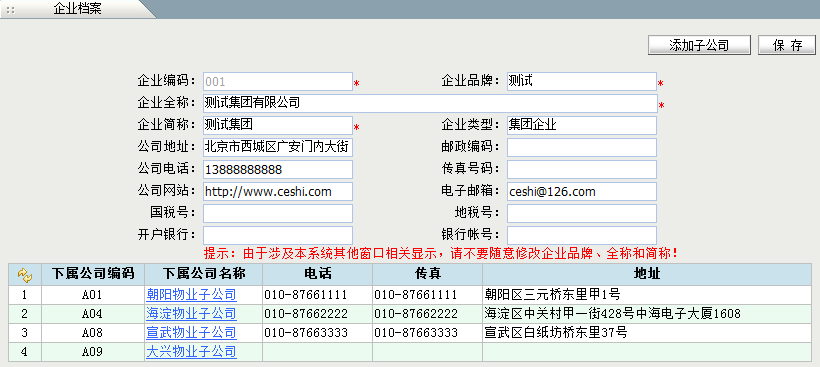 企业档案
添加子公司 保 存
企业编码： 001 * 企业品牌： 测试 *
企业全称： 测试集团有限公司 *
企业简称： 测试集团 * 企业类型： 集团企业
公司地址： 北京市西城区广安门内大街 邮政编码：
公司电话： 13888888888 传真号码：
公司网站： http://www.ceshi.com 电子邮箱： ceshi@126.com
国税号： 地税号：
开户银行： 银行帐号：
提示：由于涉及本系统其他窗口相关显示，请不要随意修改企业品牌、全称和简称！
下属公司编码 下属公司名称 电话 传真 地址
1 A01 朝阳物业子公司 010-87661111 010-87661111 朝阳区三元桥东里甲1号
2 A04 海淀物业子公司 010-87662222 010-87662222 海淀区中关村甲一街428号中海电子大厦1608
3 A08 宣武物业子公司 010-87663333 010-87663333 宣武区白纸坊桥东里37号
4 A09 大兴物业子公司